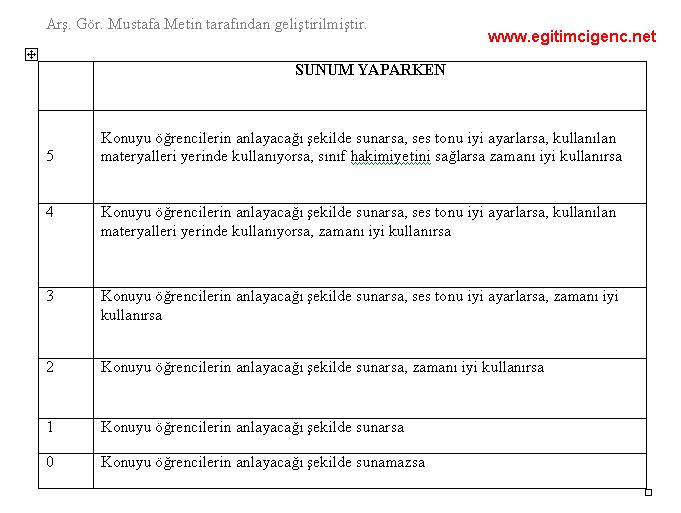 Arş. Gör. Mustafa Metin tarafından geliştirilmiştir.
www.egitimcigenc.net
SUNUM YAPARKEN
5
Konuyu öğrencilerin anlayacağı şekilde sunarsa, ses tonu iyi ayarlarsa, kullanılan
materyalleri yerinde kullanıyorsa, sınıf hakimiyetini sağlarsa zamanı iyi kullanırsa
4
Konuyu öğrencilerin anlayacağı şekilde sunarsa, ses tonu iyi ayarlarsa, kullanılan
materyalleri yerinde kullanıyorsa, zamanı iyi kullanırsa
3
Konuyu öğrencilerin anlayacağı şekilde sunarsa, ses tonu iyi ayarlarsa, zamanı iyi
kullanırsa
2
Konuyu öğrencilerin anlayacağı şekilde sunarsa, zamanı iyi kullanırsa
1
Konuyu öğrencilerin anlayacağı şekilde sunarsa
0
Konuyu öğrencilerin anlayacağı şekilde sunamazsa